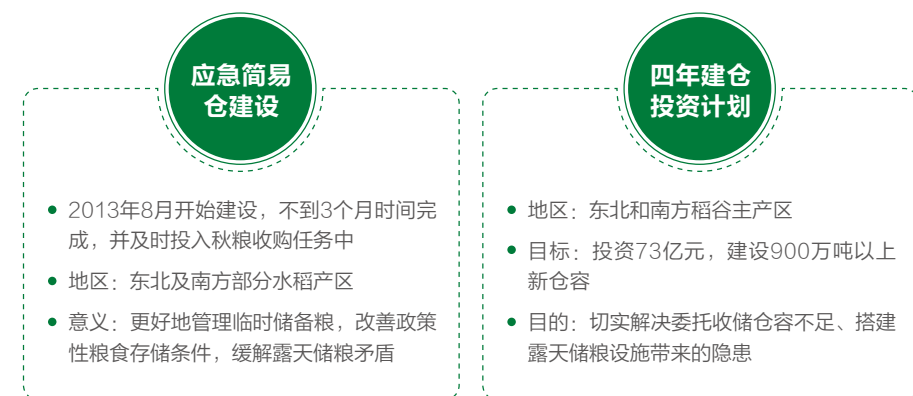 应急简易
仓建设
2013年8月开始建设，不到3个月时间完
成，并及时投入秋粮收购任务中
地区：东北及南方部分水稻产区
意义：更好地管理临时储备粮，改善政策
性粮食存储条件，缓解露天储粮矛盾
四年建仓
投资计划
地区：东北和南方稻谷主产区
目标：投资73亿元，建设900万吨以上
新仓容
目的：切实解决委托收储仓容不足、搭建
露天储粮设施带来的隐患